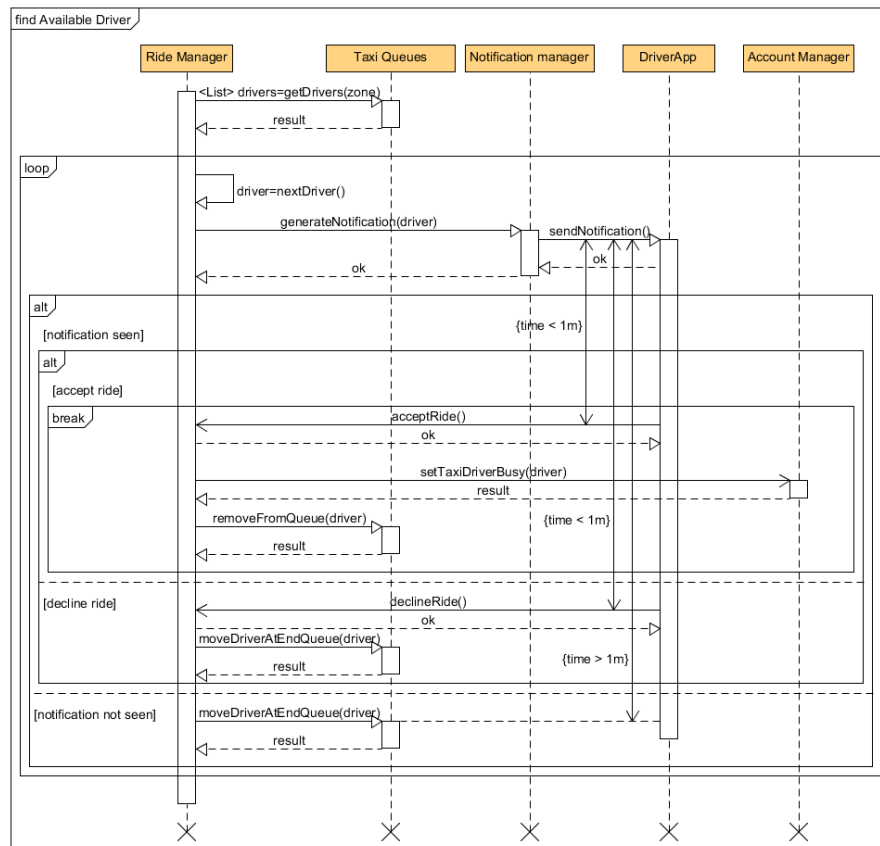 find Available Driver
Ride Manager
Taxi Queues
Notification manager
DriverApp
Account Manager
<List> drivers=getDrivers(zone)
result
loop
driver=nextDriver()
generateNotification(driver)
sendNotification()
ok
ok
alt
{time < 1m}
[notification seen]
alt
[accept ride]
break
acceptRide()
ok
setTaxiDriverBusy(driver)
result
removeFromQueue(driver)
{time < 1m}
result
[decline ride]
declineRide()
ok
moveDriverAtEndQueue(driver)
{time > 1m}
result
[notification not seen]
moveDriverAtEndQueue(driver)
result